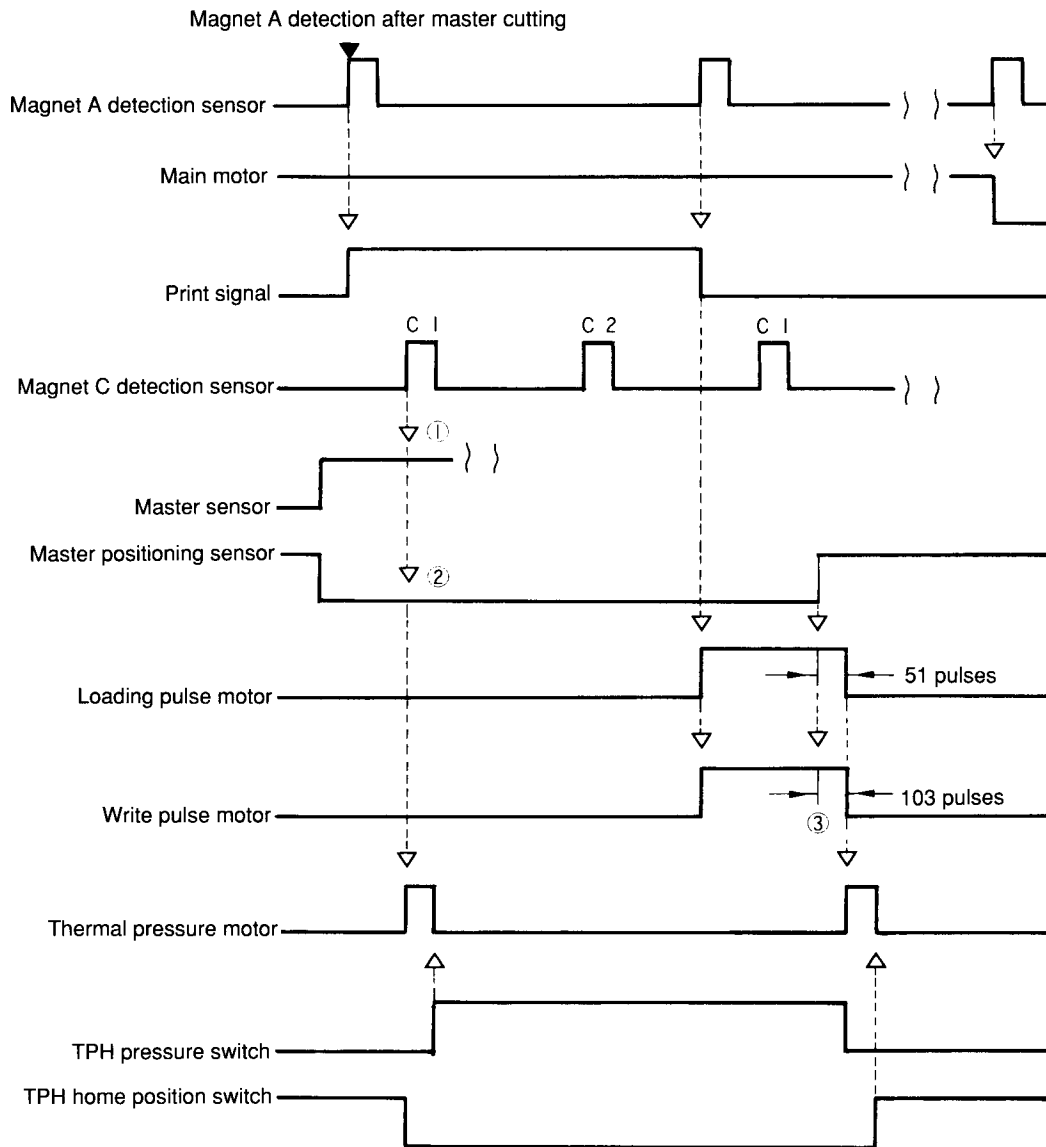 Magnet A detection after master cutting
Magnet A detection sensor
Main motor
Print signal
C 1 C 2 C 1
Magnet C detection sensor
①
Master sensor
Master positioning sensor
②
Loading pulse motor
51 pulses
Write pulse motor
103 pulses
③
Thermal pressure motor
TPH pressure switch
TPH home position switch